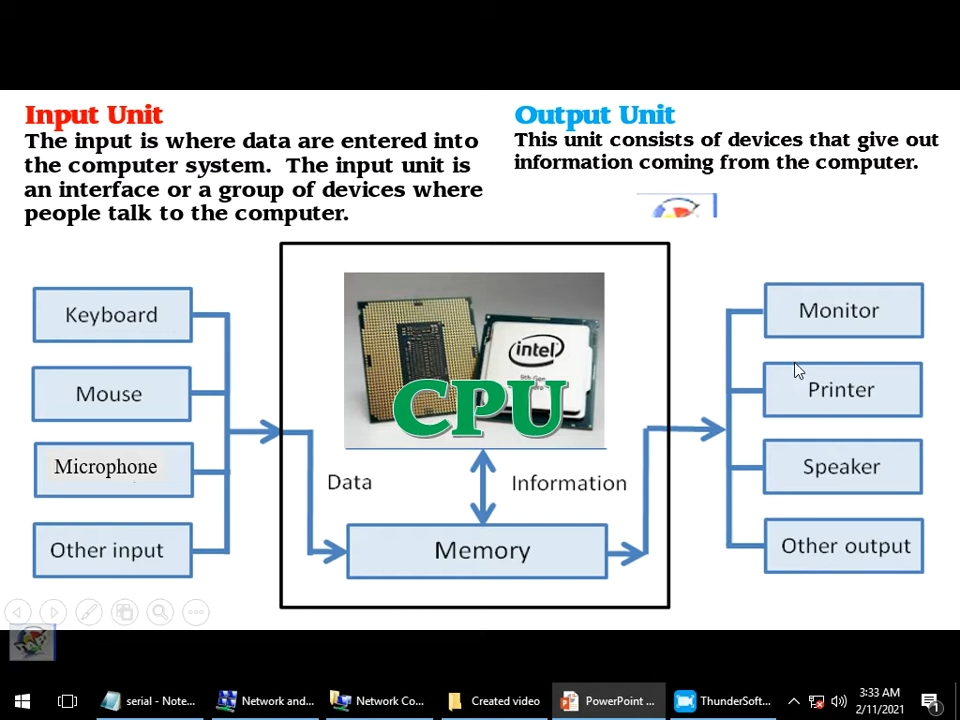 Input Unit
The input is where data are entered into
the computer system. The input unit is
an interface or a group of devices where
people talk to the computer.
Output Unit
This unit consists of devices that give out
information coming from the computer.
Keyboard
Mouse
Microphone
Other input
intel
CPU
Data
Information
Memory
Monitor
Printer
Speaker
Other output
serial - Note...
Network and...
Network Co...
Created video
PowerPoint ...
ThunderSoft...
3:33 AM
2/11/2021
1